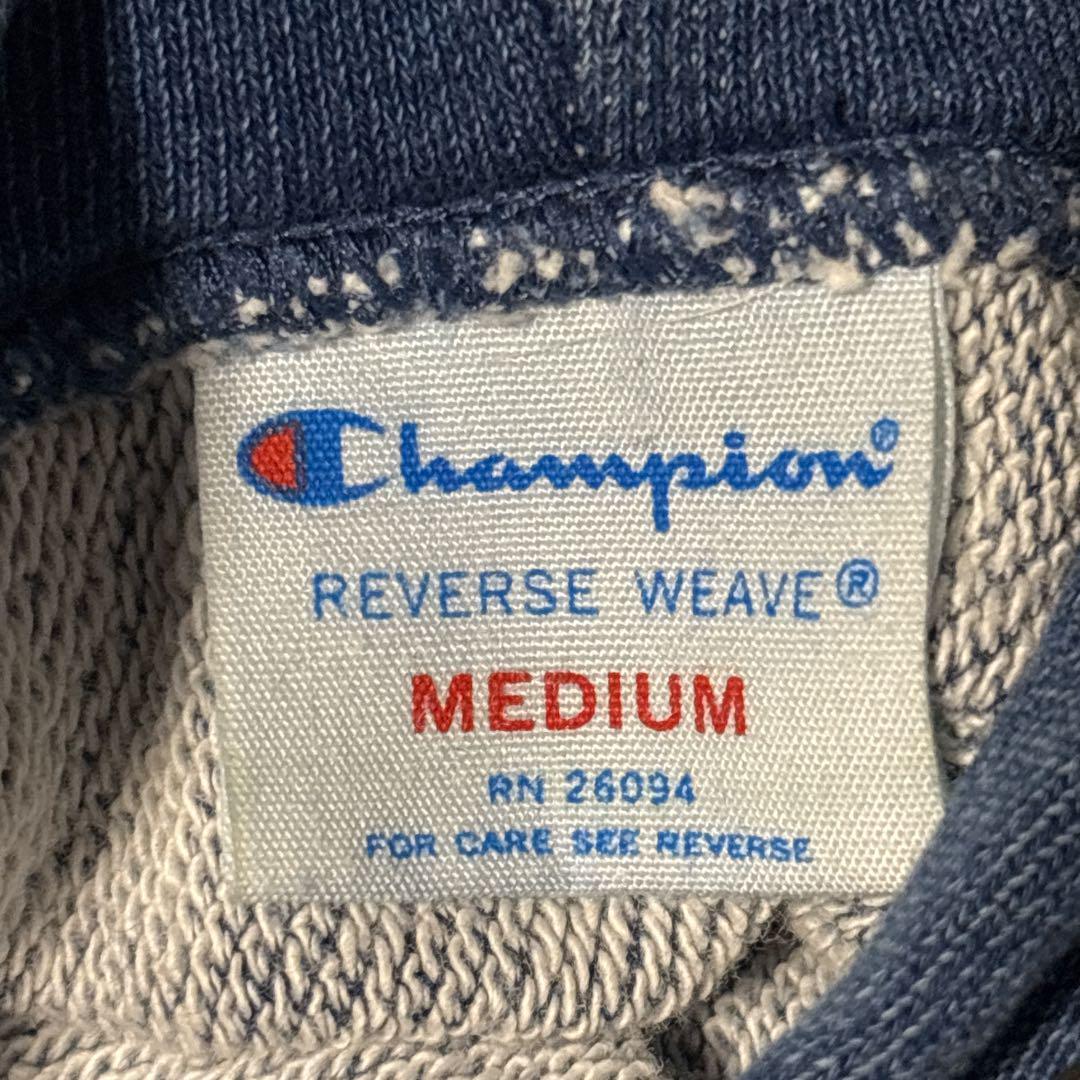 Champion®
REVERSE WEAVE®
MEDIUM
RN 26094
FOR CARE SEE REVERSE